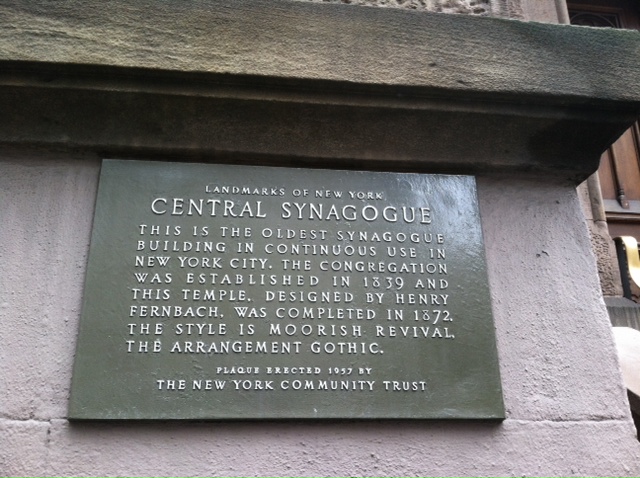 LANDMARKS OF NEW YORK
CENTRAL SYNAGOGUE
THIS IS THE OLDEST SYNAGOGUE
BUILDING IN CONTINUOUS USE IN
NEW YORK CITY. THE CONGREGATION
WAS ESTABLISHED IN 1839 AND
THIS TEMPLE, DESIGNED BY HENRY
FERNBACH, WAS COMPLETED IN 1872.
THE STYLE IS MOORISH REVIVAL,
THE ARRANGEMENT GOTHIC.
PLAQUE ERECTED 1957 BY
THE NEW YORK COMMUNITY TRUST